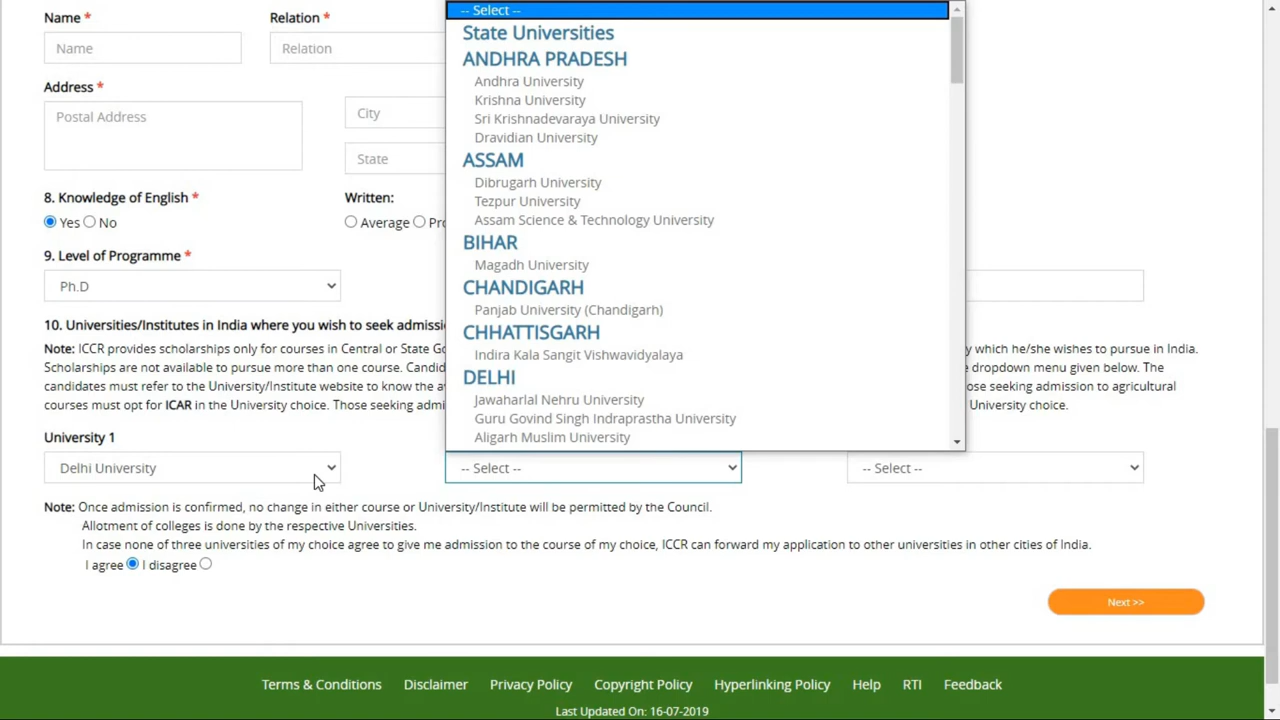 Name *
Relation *
Name
Relation
Address *
Postal Address
City
State
8. Knowledge of English *
Written:
Yes No
Average Pr
9. Level of Programme *
Ph.D
10. Universities/Institutes in India where you wish to seek admissi
Note: ICCR provides scholarships only for courses in Central or State Go
y which he/she wishes to pursue in India.
Scholarships are not available to pursue more than one course. Candid
e dropdown menu given below. The
candidates must refer to the University/Institute website to know the av
ose seeking admission to agricultural
courses must opt for ICAR in the University choice. Those seeking admi
University choice.
-- Select --
State Universities
ANDHRA PRADESH
Andhra University
Krishna University
Sri Krishnadevaraya University
Dravidian University
ASSAM
Dibrugarh University
Tezpur University
Assam Science & Technology University
BIHAR
Magadh University
CHANDIGARH
Panjab University (Chandigarh)
CHHATTISGARH
Indira Kala Sangit Vishwavidyalaya
DELHI
Jawaharlal Nehru University
Guru Govind Singh Indraprastha University
Aligarh Muslim University
University 1
Delhi University
-- Select --
-- Select --
Note: Once admission is confirmed, no change in either course or University/Institute will be permitted by the Council.
Allotment of colleges is done by the respective Universities.
In case none of three universities of my choice agree to give me admission to the course of my choice, ICCR can forward my application to other universities in other cities of India.
I agree I disagree
Next >>
Terms & Conditions Disclaimer Privacy Policy Copyright Policy Hyperlinking Policy Help RTI Feedback
Last Updated On: 16-07-2019